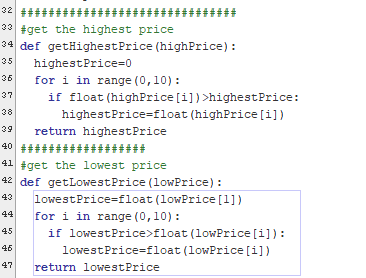 32 ###############################
33 #get the highest price
34 def getHighestPrice(highPrice):
35   highestPrice=0
36   for i in range(0,10):
37     if float(highPrice[i])>highestPrice:
38       highestPrice=float(highPrice[i])
39   return highestPrice
40 ##################
41 #get the lowest price
42 def getLowestPrice(lowPrice):
43   lowestPrice=float(lowPrice[1])
44   for i in range(0,10):
45     if lowestPrice>float(lowPrice[i]):
46       lowestPrice=float(lowPrice[i])
47   return lowestPrice